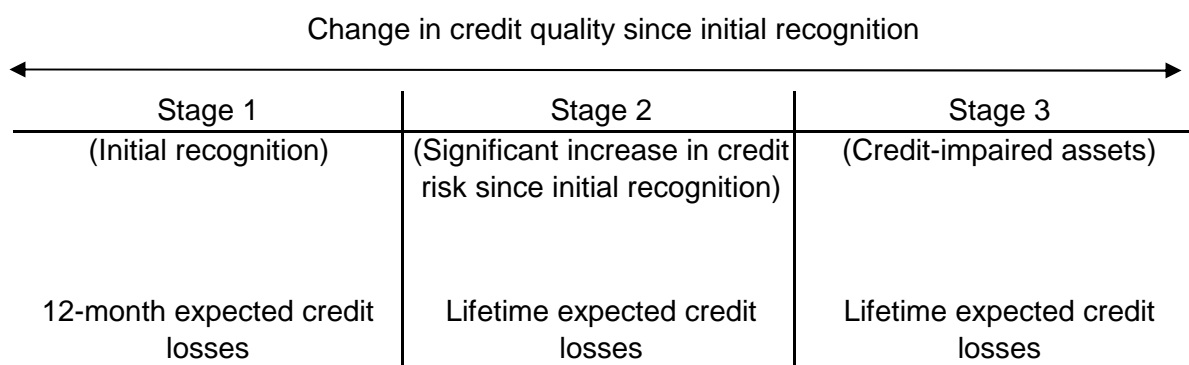 Change in credit quality since initial recognition
Stage 1
Stage 2
Stage 3
(Initial recognition)
(Significant increase in credit
risk since initial recognition)
(Credit-impaired assets)
12-month expected credit
losses
Lifetime expected credit
losses
Lifetime expected credit
losses